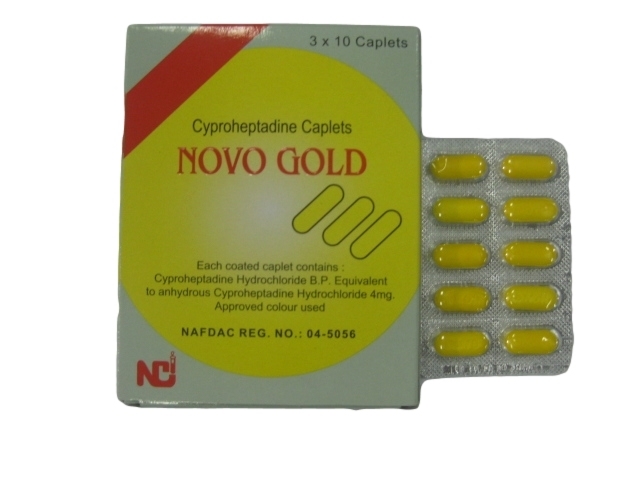 3 x 10 Caplets
Cyproheptadine Caplets
NOVO GOLD
Each coated caplet contains :
Cyproheptadine Hydrochloride B.P. Equivalent
to anhydrous Cyproheptadine Hydrochloride 4mg.
Approved colour used
NAFDAC REG. NO.: 04-5056
NCi